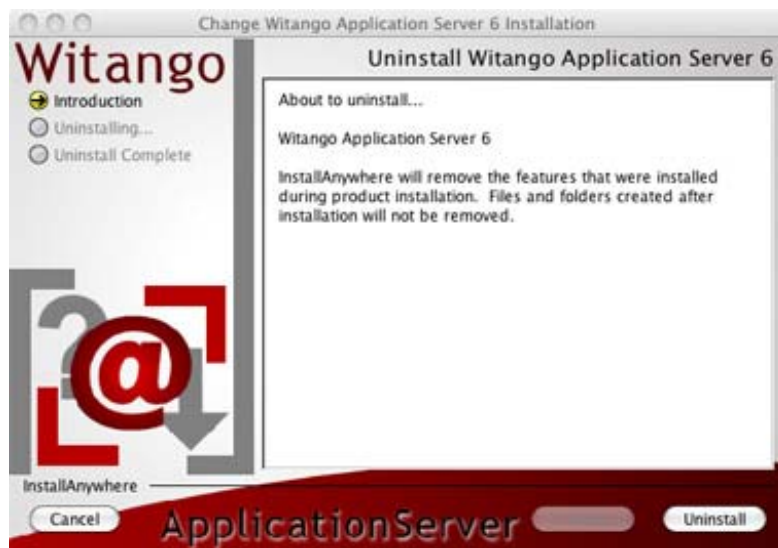 Change Witango Application Server 6 Installation
Witango
Uninstall Witango Application Server 6
Introduction
Uninstalling...
Uninstall Complete
About to uninstall...
Witango Application Server 6
InstallAnywhere will remove the features that were installed
during product installation. Files and folders created after
installation will not be removed.
?
@
InstallAnywhere
Cancel
ApplicationServer
Uninstall